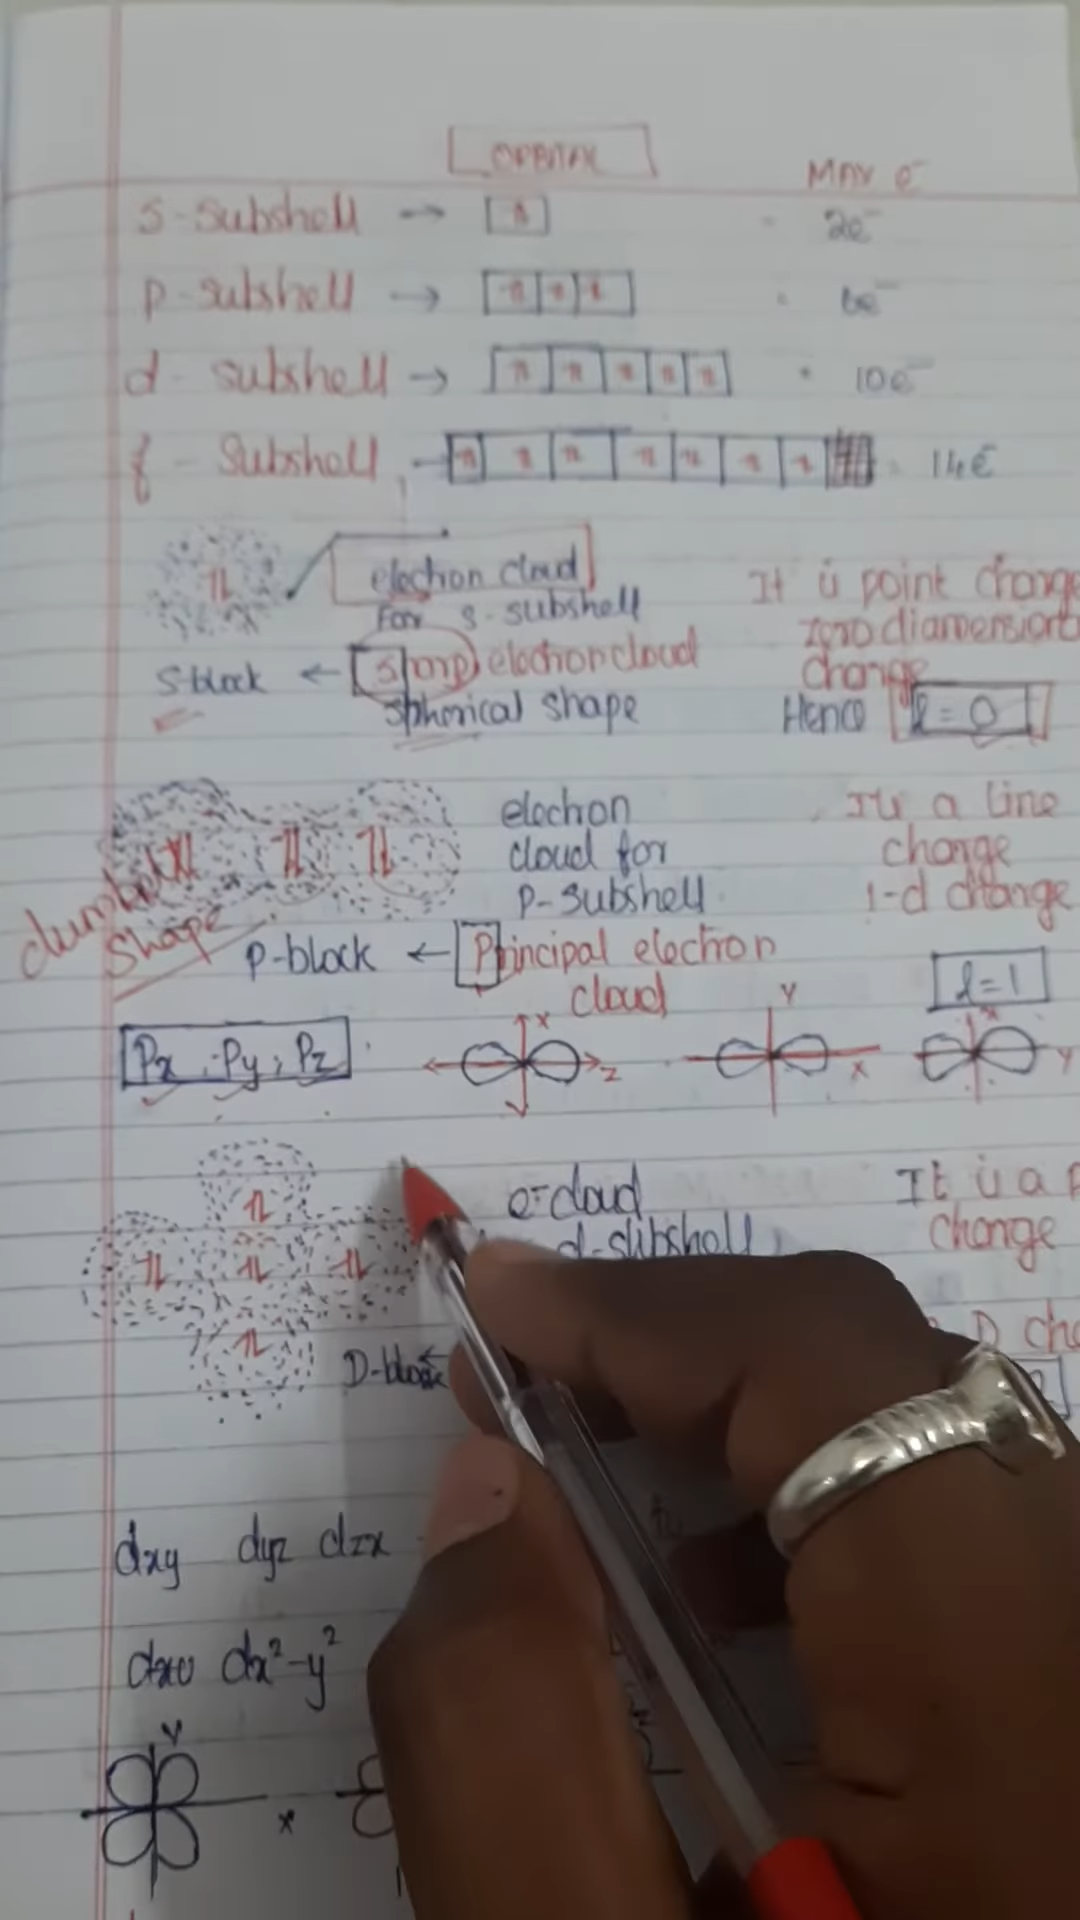 ORBITAL MAX e⁻
s-subshell → - 2e⁻
p-subshell → - 6e⁻
d-subshell → - 10e⁻
f-Subshell → - 14e⁻
electron cloud
For s-subshell
It is point charge
zero diamension
charge
S-block ← Sharp electron cloud
Spherical shape
Hence l=0
electron
cloud for
p-subshell
It is a line
charge
1-d charge
dumbbell
shape
p-block ← Principal electron
cloud
l=1
Px, Py, Pz
x
z
y
x
y
e⁻cloud
d-subshell
It is a
charge
D
D-block ←
dxy dyz dzx
dx²-y²
y
x